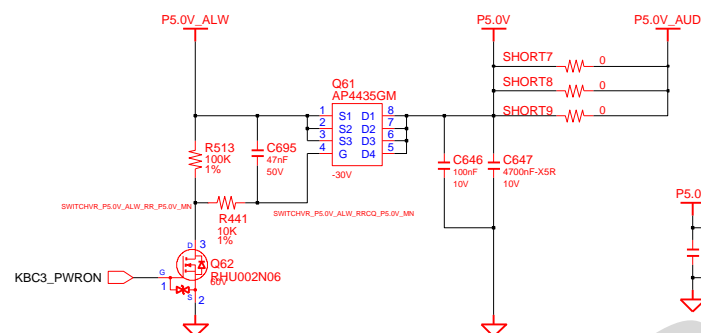 P5.0V_ALW
P5.0V
P5.0V_AUD
SHORT7
0
SHORT8
0
SHORT9
0
Q61
AP4435GM
1 S1 D1 8
2 S2 D2 7
3 S3 D3 6
4 G D4 5
-30V
R513
100K
1%
C695
47nF
50V
C646
100nF
10V
C647
4700nF-X5R
10V
SWITCHVR_P5.0V_ALW_RR_P5.0V_MN
R441
10K
1%
SWITCHVR_P5.0V_ALW_RRCQ_P5.0V_MN
P5.0
D 3
Q62
RHU002N06
60V
KBC3_PWRON
G
1
S
2